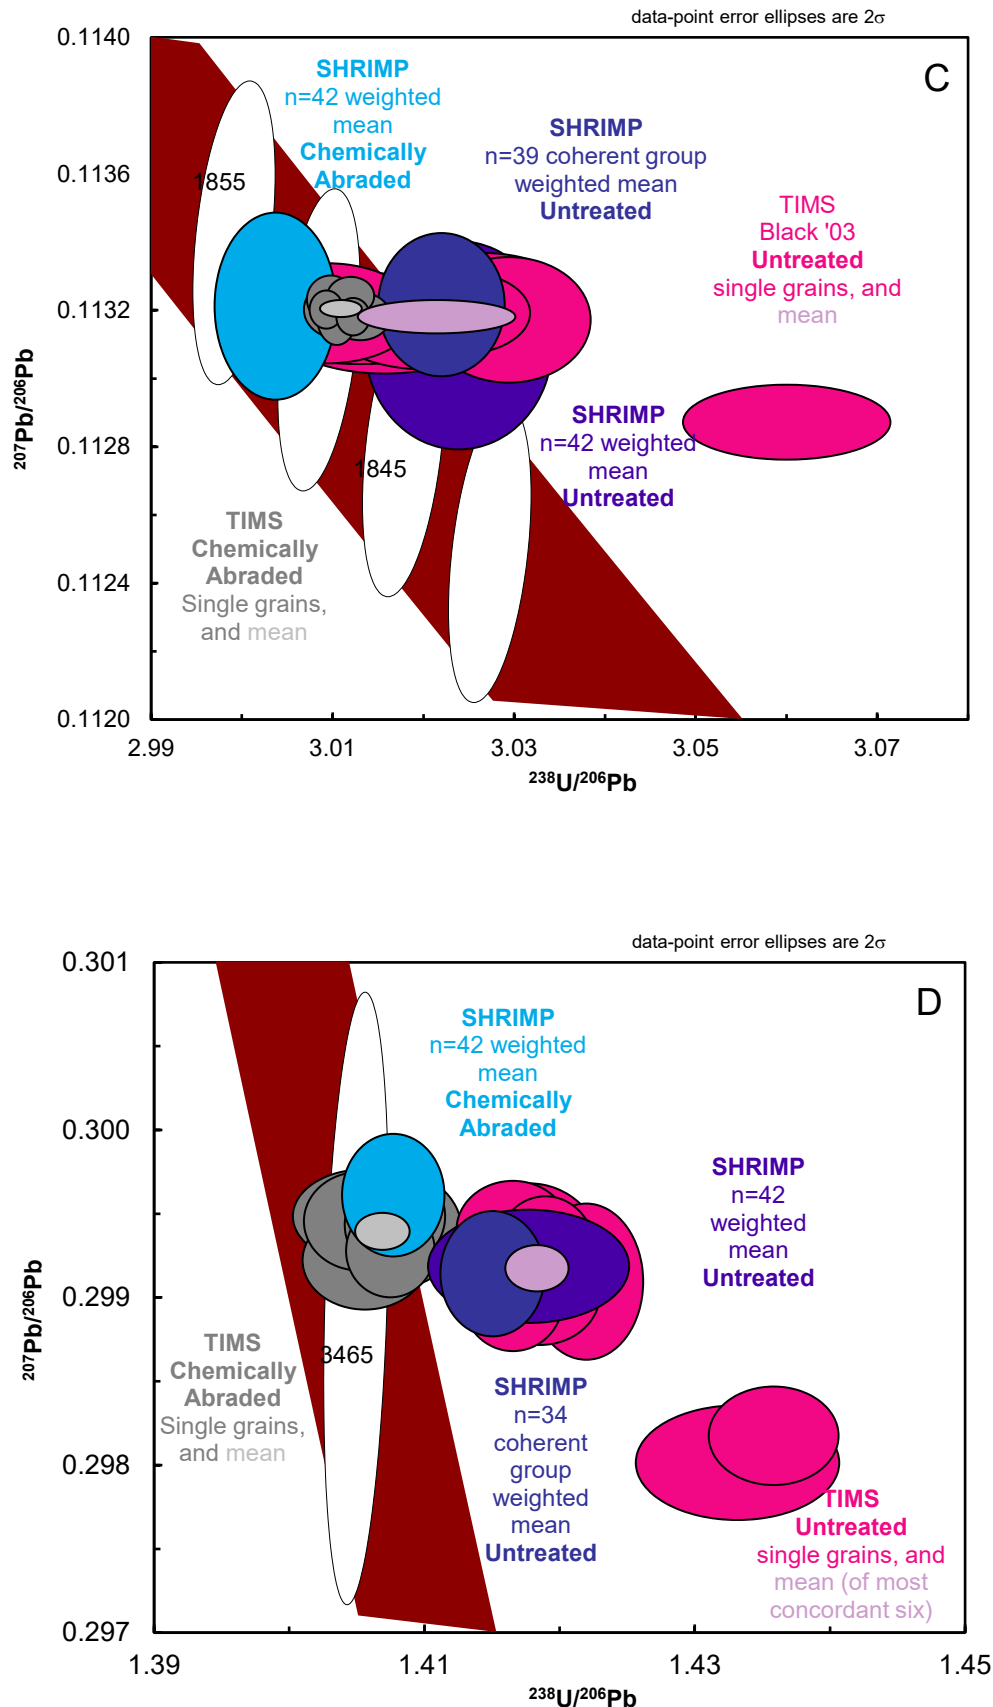 data-point error ellipses are 2σ
C
0.1140
0.1136
0.1132
0.1128
0.1124
0.1120
²⁰⁷Pb/²⁰⁶Pb
SHRIMP
n=42 weighted
mean
Chemically
Abraded
1855
SHRIMP
n=39 coherent group
weighted mean
Untreated
TIMS
Black '03
Untreated
single grains, and
mean
SHRIMP
n=42 weighted
mean
Untreated
1845
TIMS
Chemically
Abraded
Single grains,
and mean
2.99
3.01
3.03
3.05
3.07
²³⁸U/²⁰⁶Pb
data-point error ellipses are 2σ
D
0.301
0.300
0.299
0.298
0.297
²⁰⁷Pb/²⁰⁶Pb
SHRIMP
n=42 weighted
mean
Chemically
Abraded
SHRIMP
n=42
weighted
mean
Untreated
3465
TIMS
Chemically
Abraded
Single grains,
and mean
SHRIMP
n=34
coherent
group
weighted
mean
Untreated
TIMS
Untreated
single grains, and
mean (of most
concordant six)
1.39
1.41
1.43
1.45
²³⁸U/²⁰⁶Pb